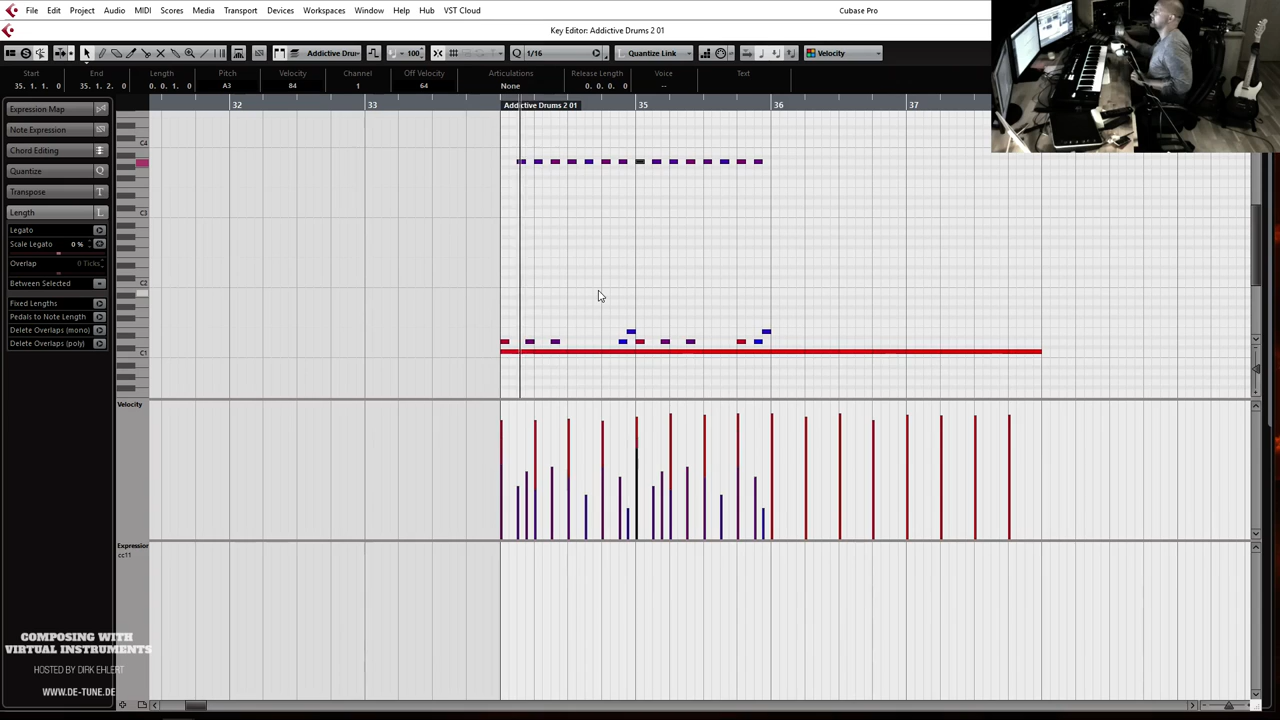 File Edit Project Audio MIDI Scores Media Transport Devices Workspaces Window Hub VST Cloud Cubase Pro
Key Editor: Addictive Drums 2 01
S Addictive Dru 100 Q 1/16 Quantize Link Velocity
Start End Length Pitch Velocity Channel Off Velocity Articulations Release Length Voice Text
35. 1. 1. 0 35. 1. 2. 0 0. 0. 1. 0 A3 84 1 64 None 0. 0. 0. 0 --
32 33 Addictive Drums 2 01 35 36 37
Expression Map
Note Expression
Chord Editing
Quantize Q
Transpose T
Length L
Legato
Scale Legato 0 %
Overlap 0 Ticks
Between Selected
Fixed Lengths
Pedals to Note Length
Delete Overlaps (mono)
Delete Overlaps (poly)
C4
C3
C2
C1
Velocity
Expression
cc11
COMPOSING WITH
VIRTUAL INSTRUMENTS
HOSTED BY DIRK EHLERT
WWW.DE-TUNE.DE